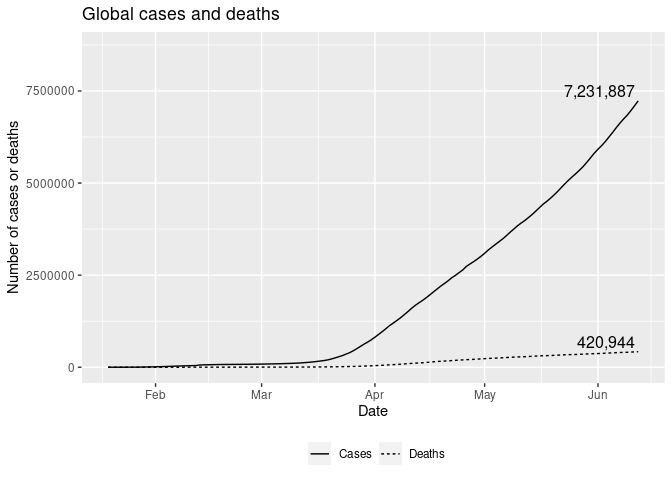 Global cases and deaths
Number of cases or deaths
7500000
5000000
2500000
0
7,231,887
420,944
Feb Mar Apr May Jun
Date
Cases Deaths